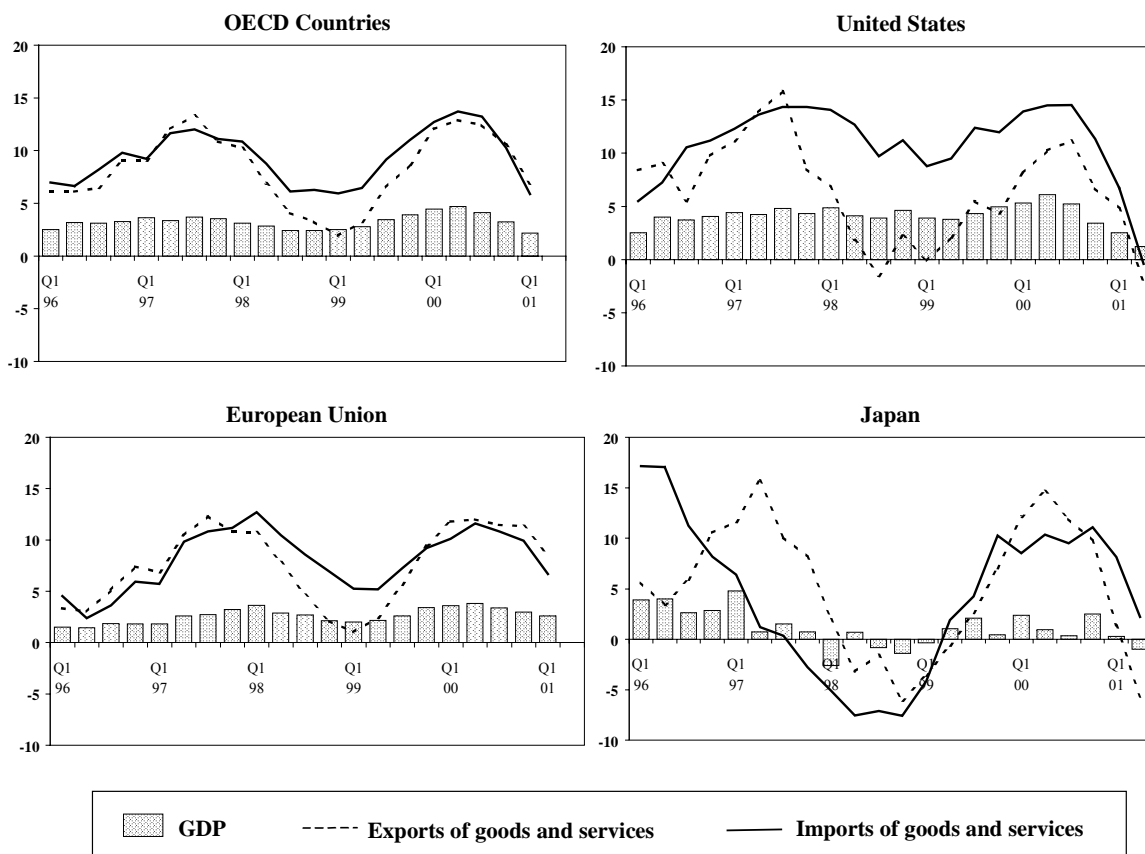 OECD Countries
20
15
10
5
0
-5
-10
Q1 Q1 Q1 Q1 Q1 Q1
96 97 98 99 00 01
United States
20
15
10
5
0
-5
-10
Q1 Q1 Q1 Q1 Q1 Q1
96 97 98 99 00 01
European Union
20
15
10
5
0
-5
-10
Q1 Q1 Q1 Q1 Q1 Q1
96 97 98 99 00 01
Japan
20
15
10
5
0
-5
-10
Q1 Q1 Q1 Q1 Q1 Q1
96 97 98 99 00 01
GDP Exports of goods and services Imports of goods and services